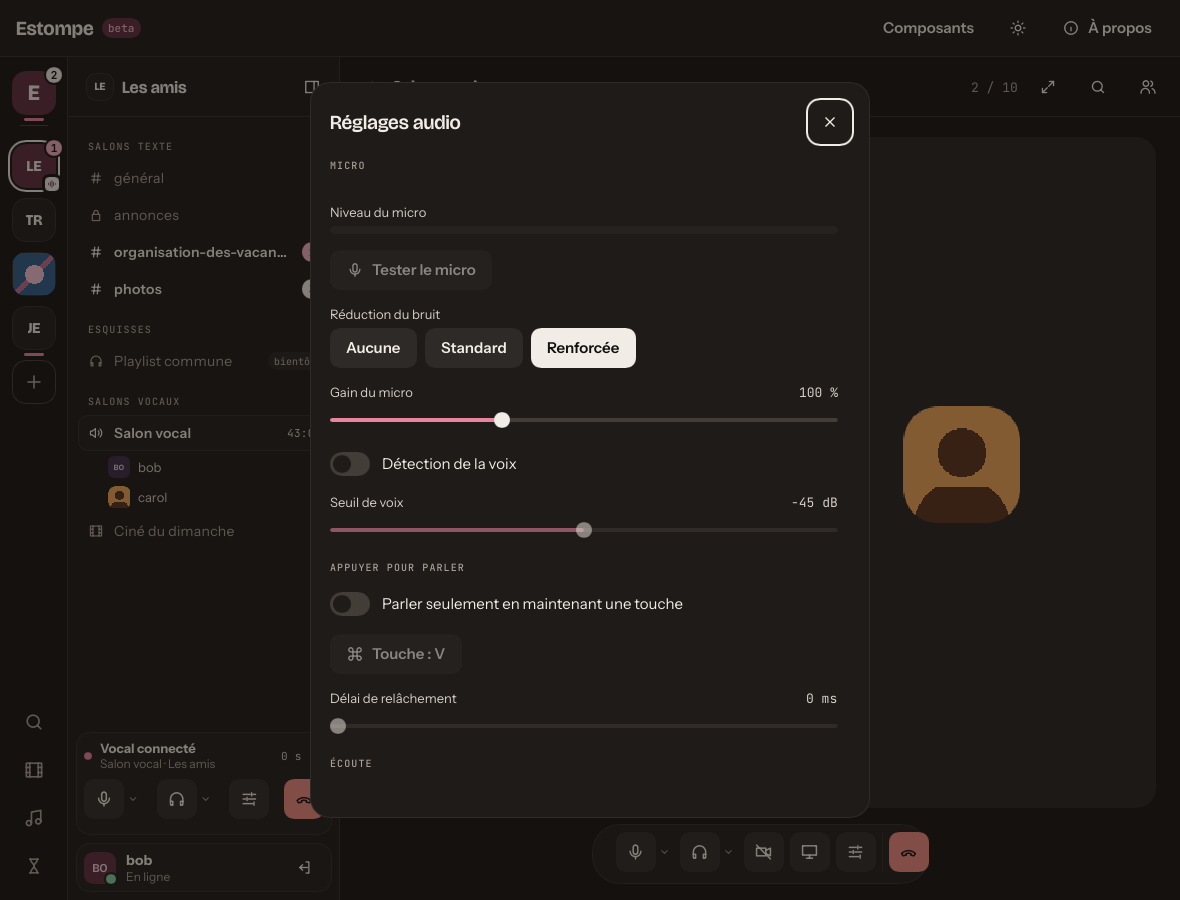 Estompe beta
Composants
À propos
2
E
LE
Les amis
2 / 10
Réglages audio
1
LE
TR
JE
SALONS TEXTE
général
annonces
organisation-des-vacan…
photos
ESQUISSES
Playlist commune
SALONS VOCAUX
Salon vocal
BO bob
carol
Ciné du dimanche
Vocal connecté
Salon vocal · Les amis
0 s
BO
bob
En ligne
MICRO
Niveau du micro
Tester le micro
Réduction du bruit
Aucune Standard Renforcée
Gain du micro 100 %
Détection de la voix
Seuil de voix -45 dB
APPUYER POUR PARLER
Parler seulement en maintenant une touche
Touche : V
Délai de relâchement 0 ms
ÉCOUTE